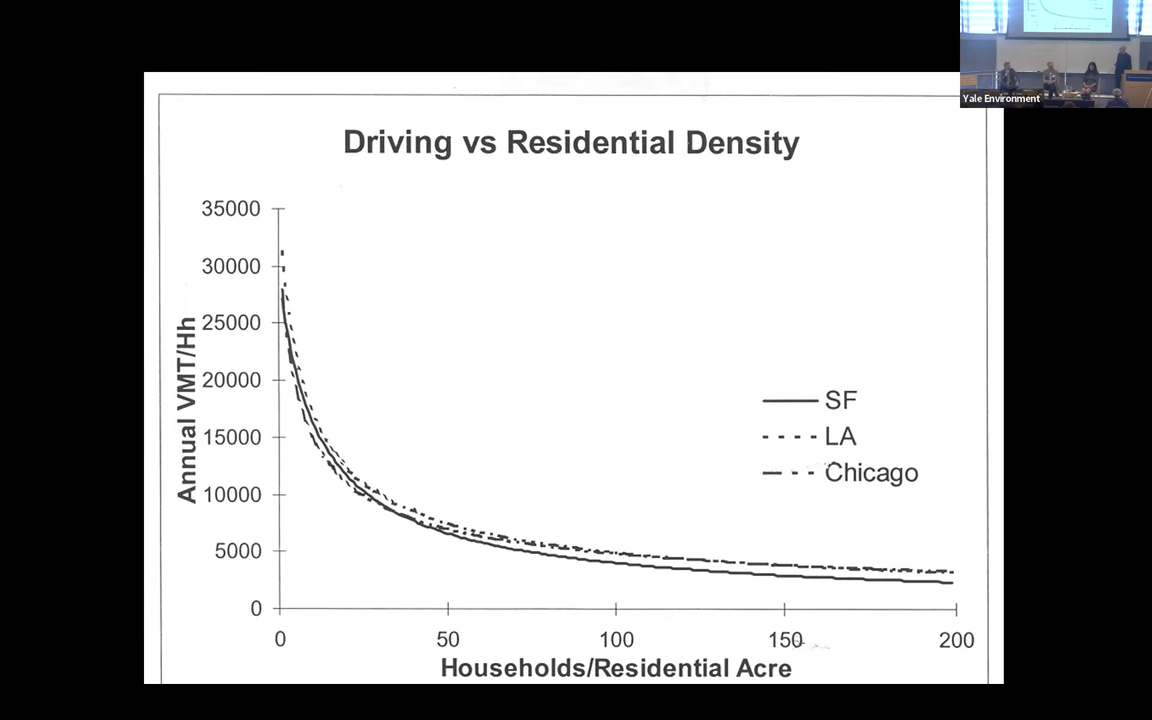 Yale Environment
Driving vs Residential Density
35000
30000
25000
20000
15000
10000
5000
0
Annual VMT/Hh
SF
LA
Chicago
0 50 100 150 200
Households/Residential Acre